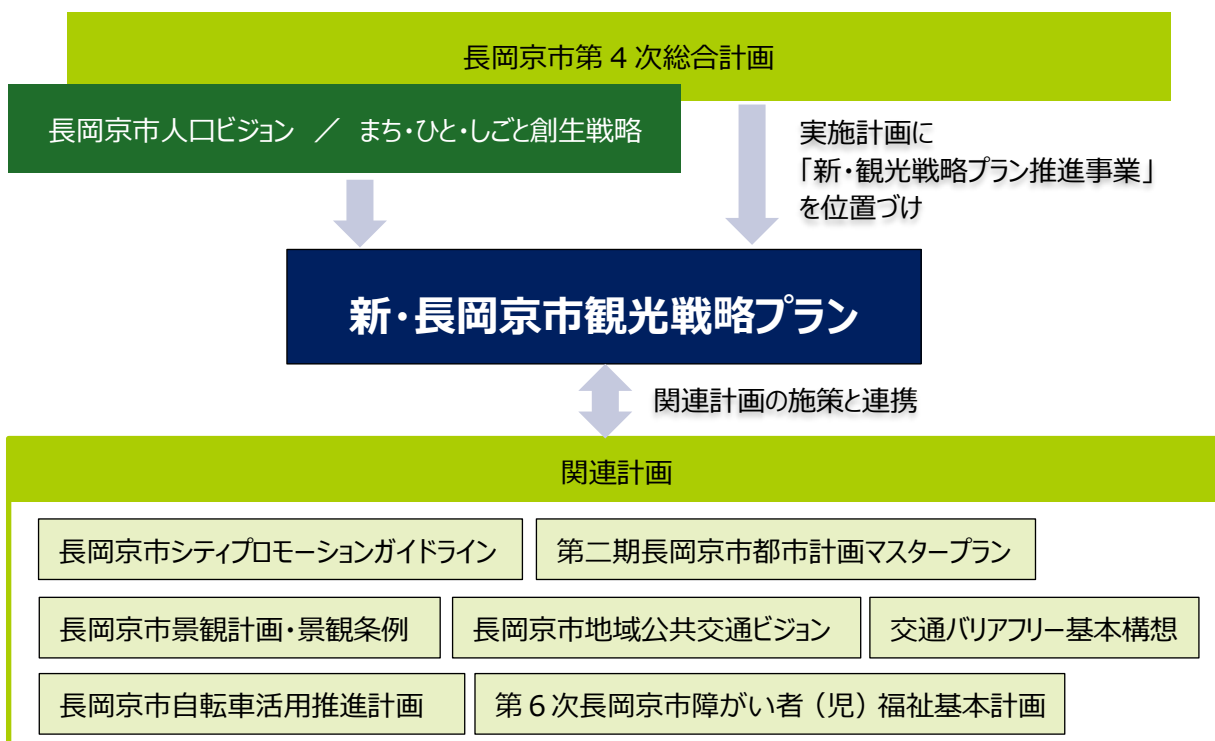 長岡京市第４次総合計画
長岡京市人口ビジョン ／ まち・ひと・しごと創生戦略
実施計画に
「新・観光戦略プラン推進事業」
を位置づけ
新・長岡京市観光戦略プラン
関連計画の施策と連携
関連計画
長岡京市シティプロモーションガイドライン
第二期長岡京市都市計画マスタープラン
長岡京市景観計画・景観条例
長岡京市地域公共交通ビジョン
交通バリアフリー基本構想
長岡京市自転車活用推進計画
第６次長岡京市障がい者（児）福祉基本計画